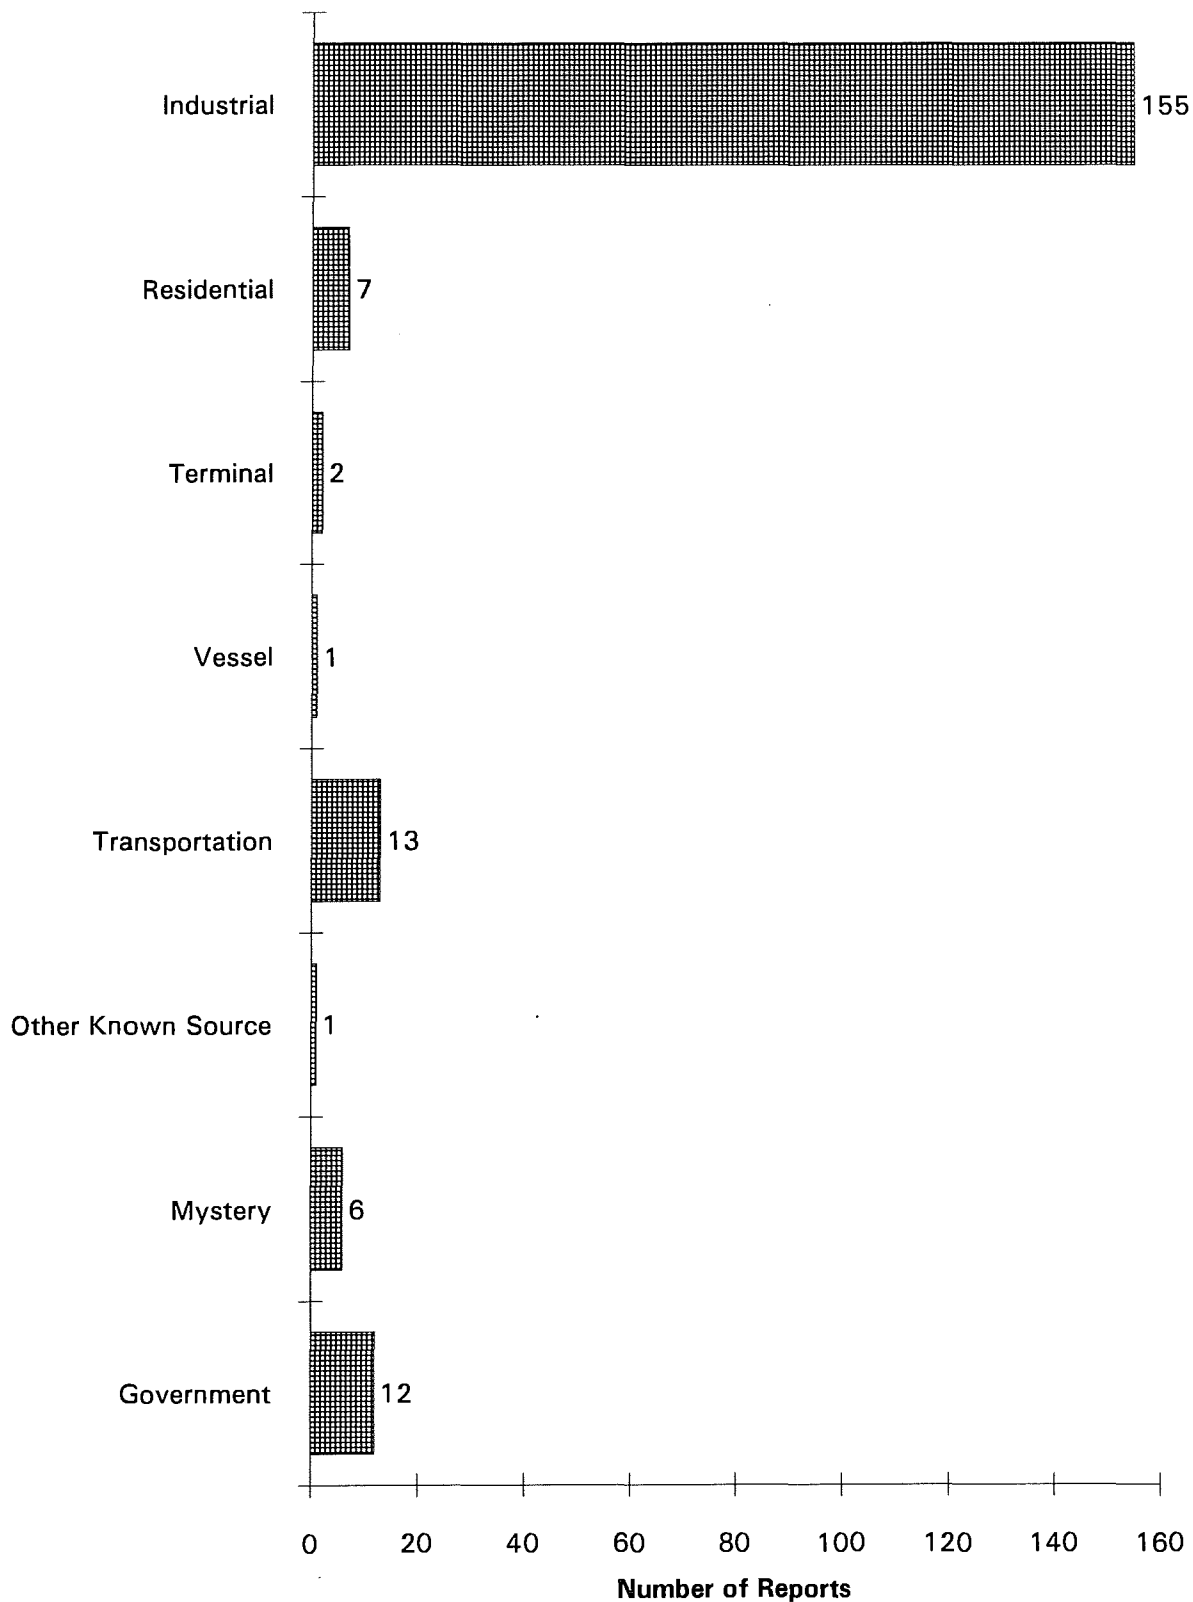 Industrial 155
Residential 7
Terminal 2
Vessel 1
Transportation 13
Other Known Source 1
Mystery 6
Government 12
0 20 40 60 80 100 120 140 160
Number of Reports